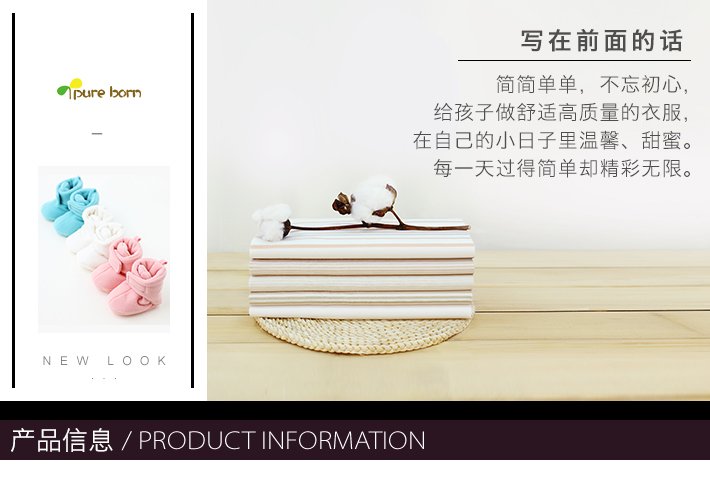 pure born
NEW LOOK
写在前面的话
简简单单，不忘初心，
给孩子做舒适高质量的衣服，
在自己的小日子里温馨、甜蜜。
每一天过得简单却精彩无限。
产品信息 / PRODUCT INFORMATION